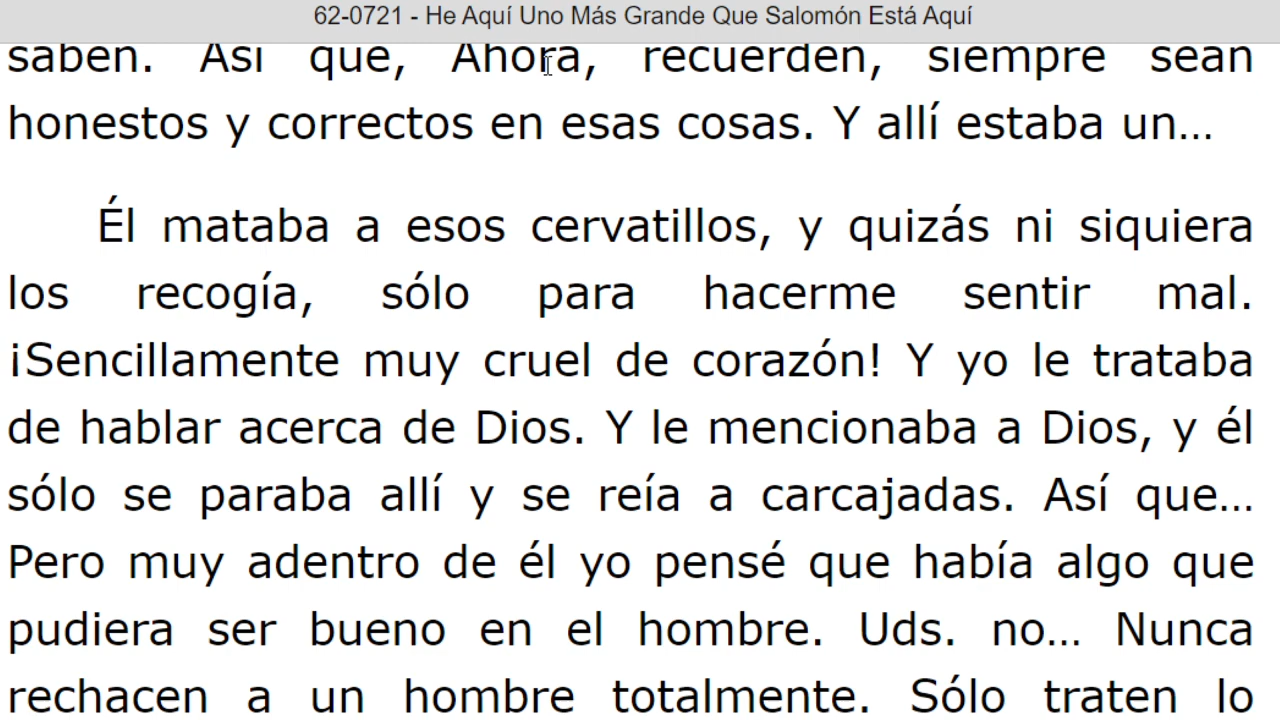 62-0721 - He Aquí Uno Más Grande Que Salomón Está Aquí
saben. Así que, Ahora, recuerden, siempre sean
honestos y correctos en esas cosas. Y allí estaba un...
Él mataba a esos cervatillos, y quizás ni siquiera
los recogía, sólo para hacerme sentir mal.
¡Sencillamente muy cruel de corazón! Y yo le trataba
de hablar acerca de Dios. Y le mencionaba a Dios, y él
sólo se paraba allí y se reía a carcajadas. Así que...
Pero muy adentro de él yo pensé que había algo que
pudiera ser bueno en el hombre. Uds. no... Nunca
rechacen a un hombre totalmente. Sólo traten lo